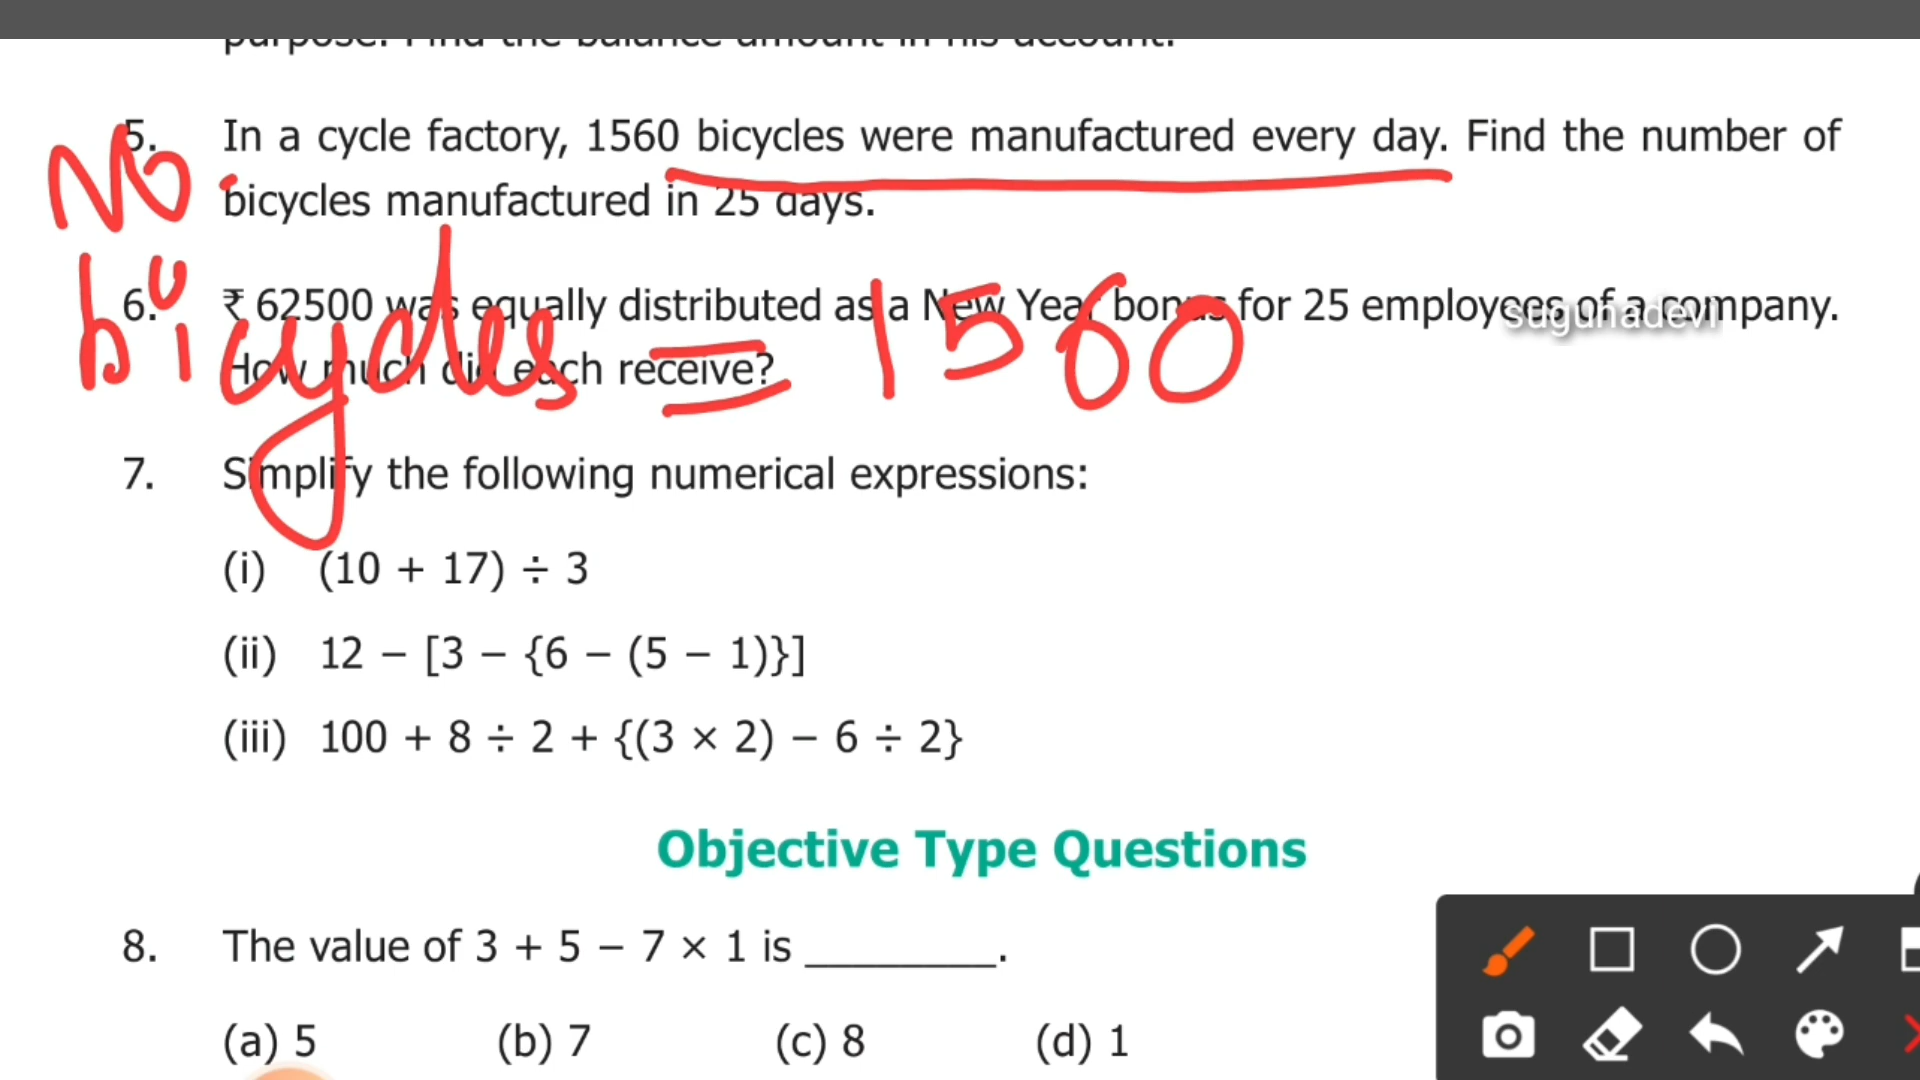 purpose. Find the balance amount in his account.
5. In a cycle factory, 1560 bicycles were manufactured every day. Find the number of
bicycles manufactured in 25 days.
No
6. ₹ 62500 was equally distributed as a New Year bonus for 25 employees of a company.
How much did each receive?
sugunadevi
bicycles = 1560
7. Simplify the following numerical expressions:
(i) (10 + 17) ÷ 3
(ii) 12 − [3 − {6 − (5 − 1)}]
(iii) 100 + 8 ÷ 2 + {(3 × 2) − 6 ÷ 2}
Objective Type Questions
8. The value of 3 + 5 − 7 × 1 is ________.
(a) 5 (b) 7 (c) 8 (d) 1